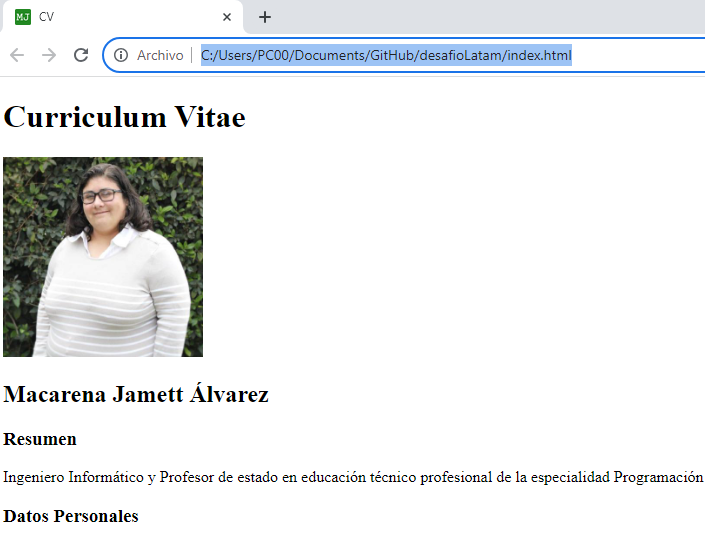 MJ CV
Archivo C:/Users/PC00/Documents/GitHub/desafioLatam/index.html
Curriculum Vitae
Macarena Jamett Álvarez
Resumen
Ingeniero Informático y Profesor de estado en educación técnico profesional de la especialidad Programación
Datos Personales